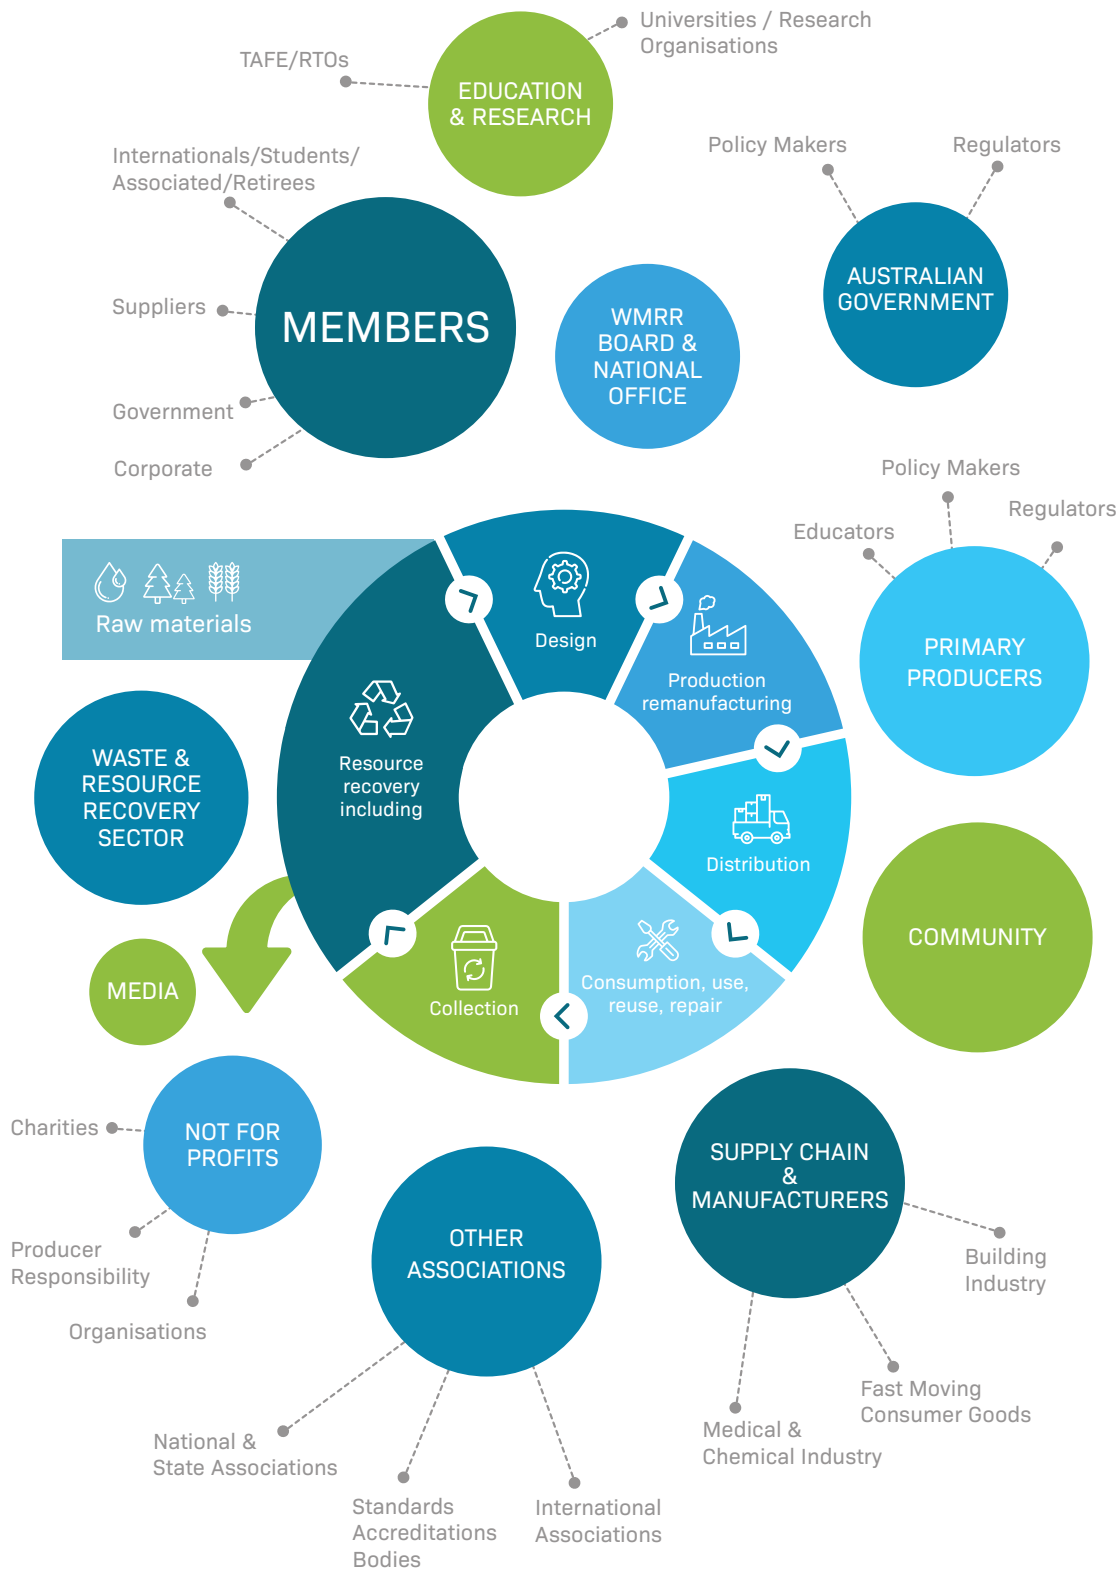 Universities / Research
Organisations
TAFE/RTOs
EDUCATION
& RESEARCH
Internationals/Students/
Associated/Retirees
Policy Makers
Regulators
Suppliers
MEMBERS
WMRR
BOARD &
NATIONAL
OFFICE
AUSTRALIAN
GOVERNMENT
Government
Corporate
Policy Makers
Regulators
Educators
Raw materials
Design
Production
remanufacturing
PRIMARY
PRODUCERS
WASTE &
RESOURCE
RECOVERY
SECTOR
Resource
recovery
including
Distribution
COMMUNITY
MEDIA
Collection
Consumption, use,
reuse, repair
Charities
NOT FOR
PROFITS
Producer
Responsibility
Organisations
OTHER
ASSOCIATIONS
SUPPLY CHAIN
&
MANUFACTURERS
Building
Industry
Fast Moving
Consumer Goods
Medical &
Chemical Industry
National &
State Associations
Standards
Accreditations
Bodies
International
Associations